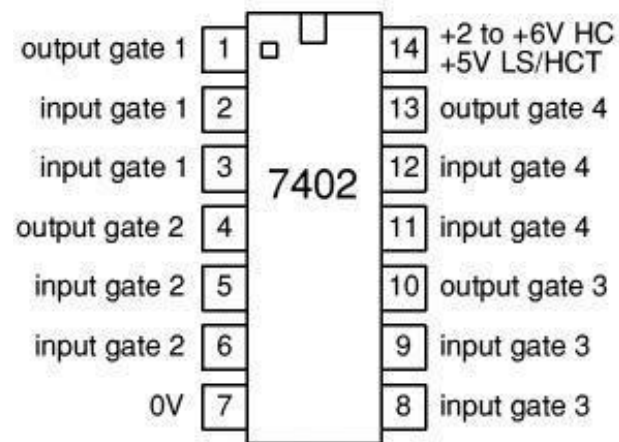 output gate 1 1
input gate 1 2
input gate 1 3
output gate 2 4
input gate 2 5
input gate 2 6
0V 7
7402
14 +2 to +6V HC
+5V LS/HCT
13 output gate 4
12 input gate 4
11 input gate 4
10 output gate 3
9 input gate 3
8 input gate 3